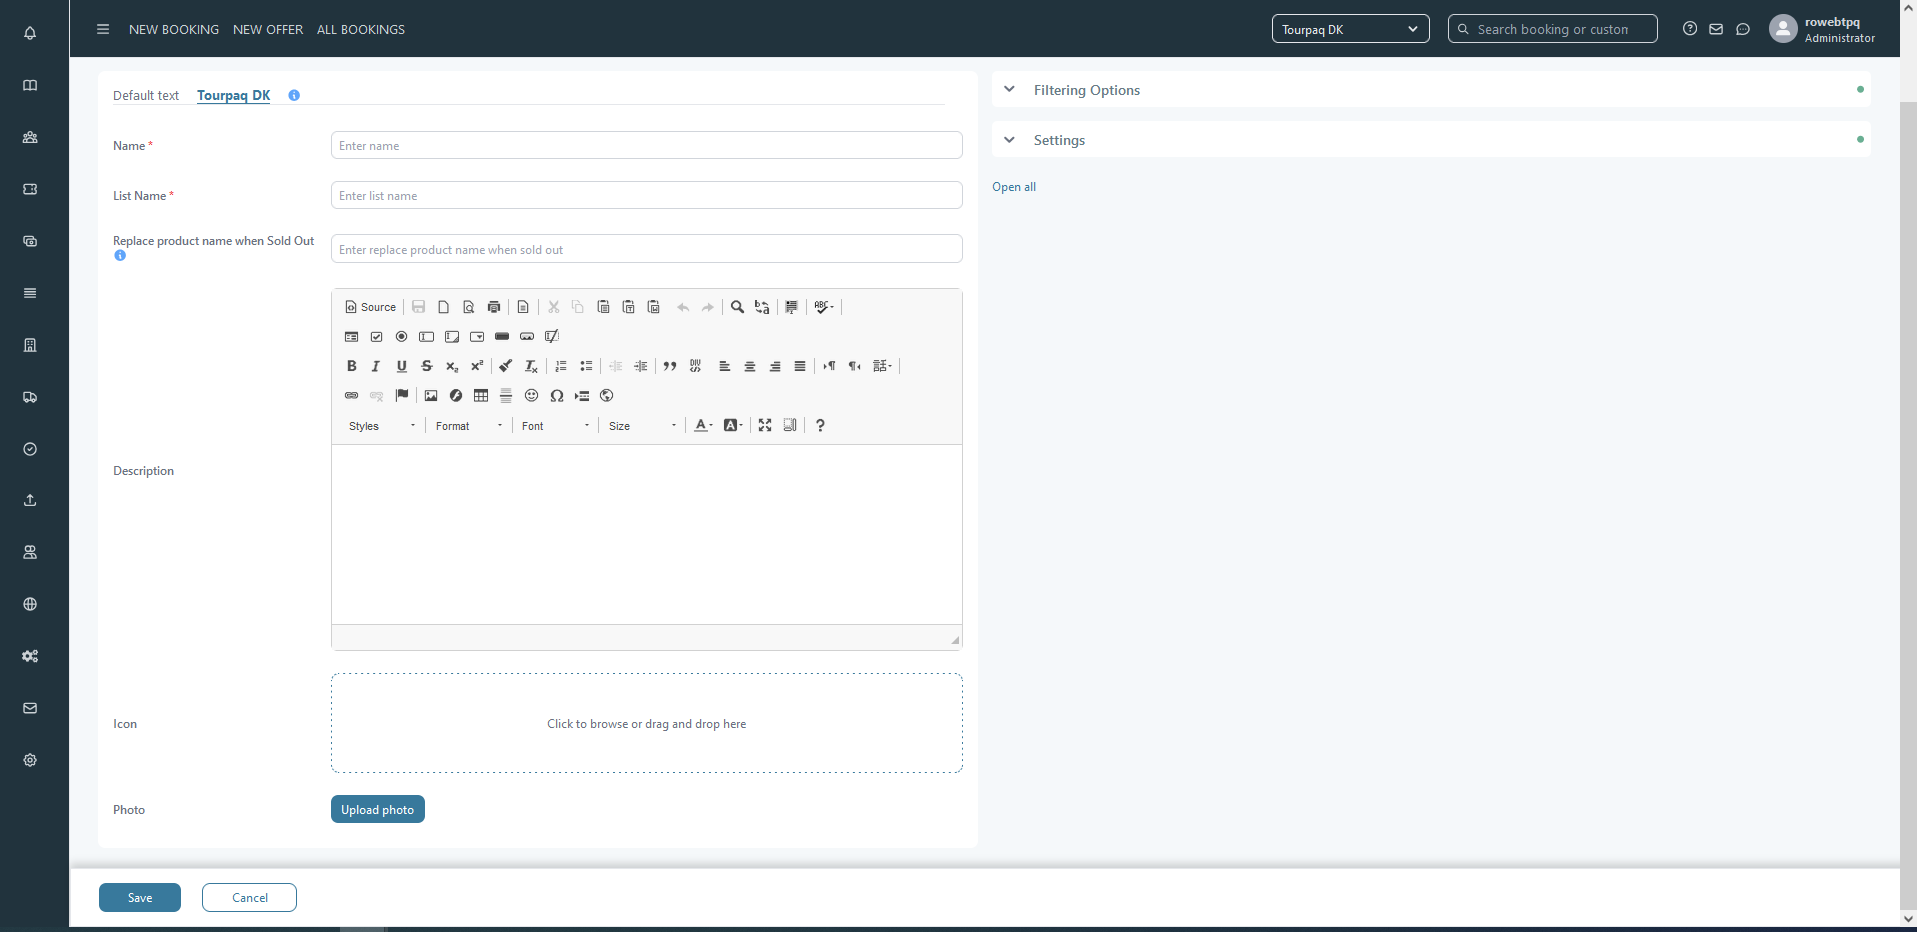 NEW BOOKING NEW OFFER ALL BOOKINGS
Tourpaq DK
Search booking or custon
rowebtpq
Administrator
Default text Tourpaq DK
Name *
Enter name
List Name *
Enter list name
Replace product name when Sold Out
Enter replace product name when sold out
Source
Styles Format Font Size
Description
Icon
Click to browse or drag and drop here
Photo
Upload photo
Filtering Options
Settings
Open all
Save Cancel